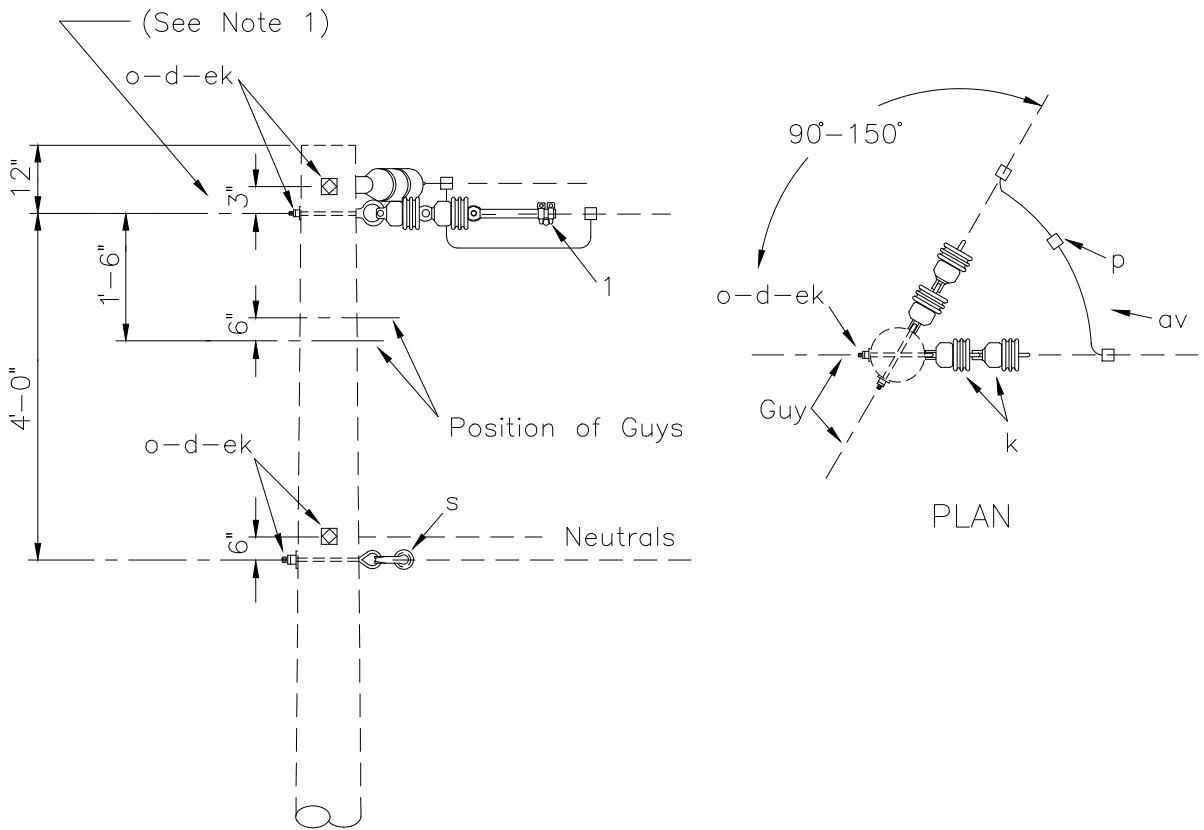 (See Note 1)
o-d-ek
12"
3"
1'-6"
6"
4'-0"
1
Position of Guys
o-d-ek
s
6"
Neutrals
90°-150°
p
o-d-ek
av
Guy
k
PLAN